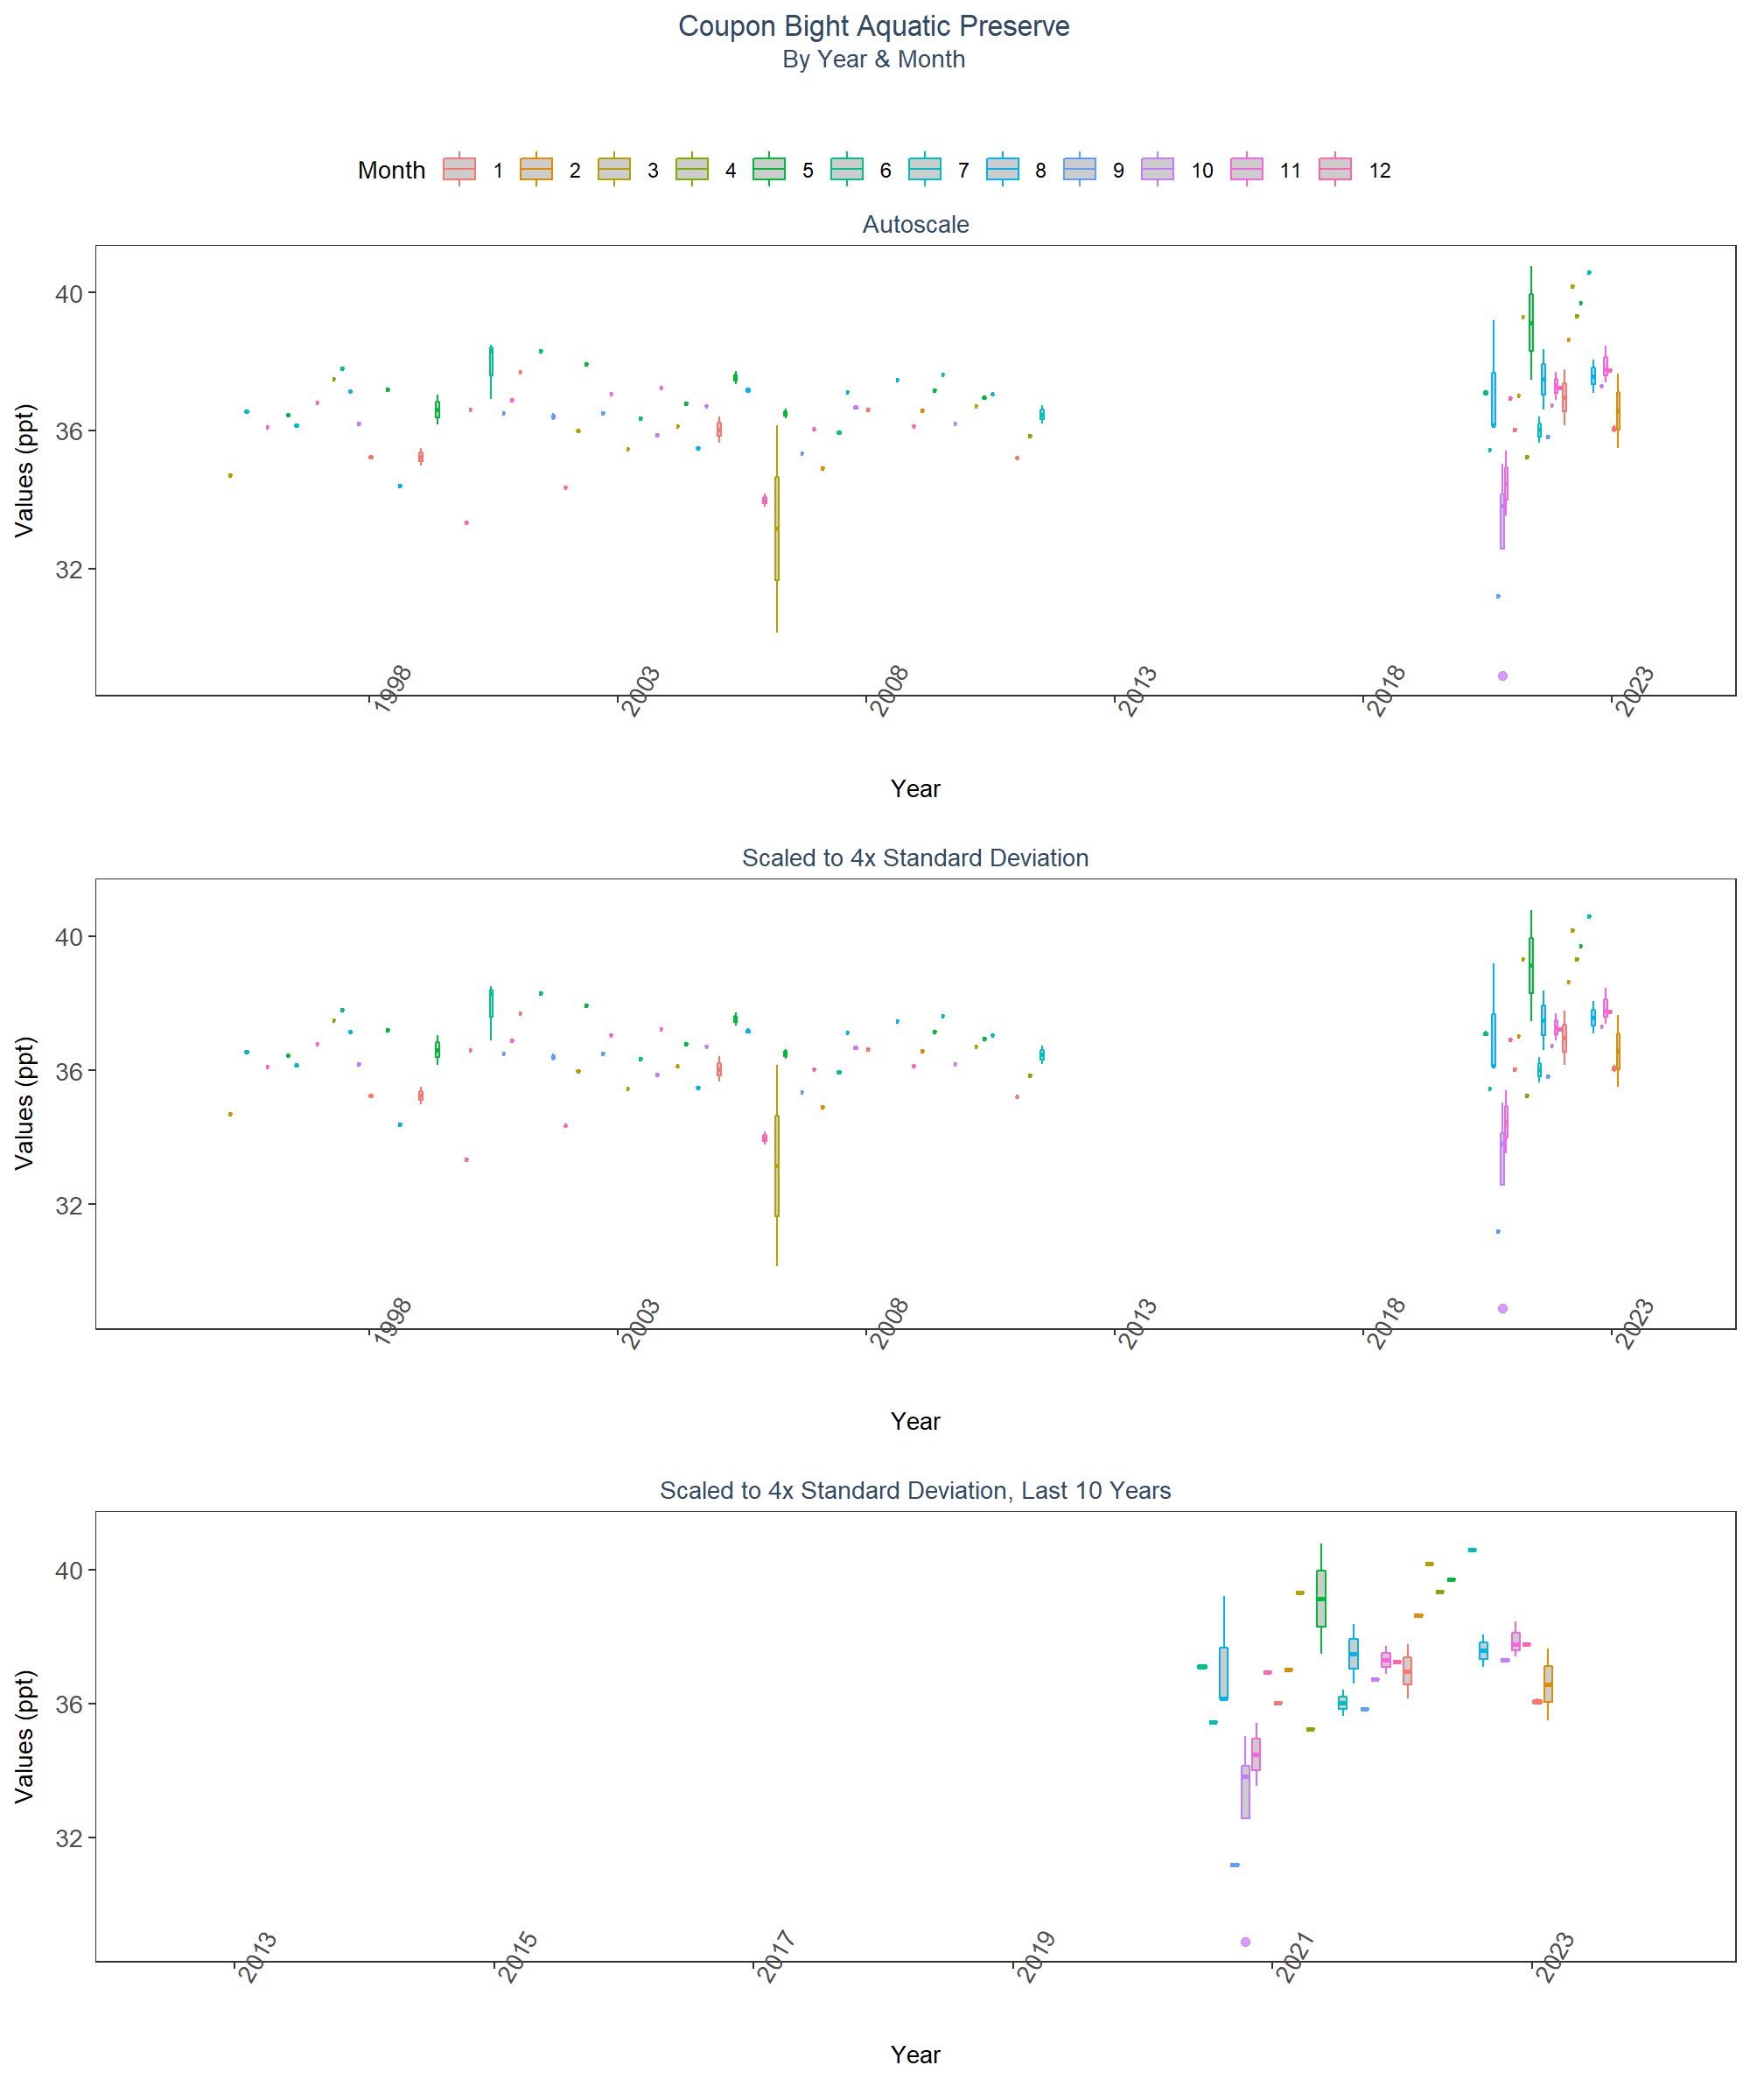 Coupon Bight Aquatic Preserve
By Year & Month
Month 1 2 3 4 5 6 7 8 9 10 11 12
Autoscale
Values (ppt)
40
36
32
1998 2003 2008 2013 2018 2023
Year
Scaled to 4x Standard Deviation
Values (ppt)
40
36
32
1998 2003 2008 2013 2018 2023
Year
Scaled to 4x Standard Deviation, Last 10 Years
Values (ppt)
40
36
32
2013 2015 2017 2019 2021 2023
Year